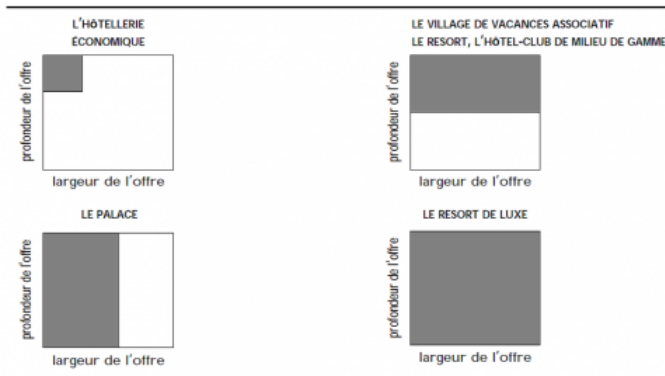 L'HÔTELLERIE
ÉCONOMIQUE
profondeur de l'offre
largeur de l'offre
LE VILLAGE DE VACANCES ASSOCIATIF
LE RESORT, L'HÔTEL-CLUB DE MILIEU DE GAMME
profondeur de l'offre
largeur de l'offre
LE PALACE
profondeur de l'offre
largeur de l'offre
LE RESORT DE LUXE
profondeur de l'offre
largeur de l'offre